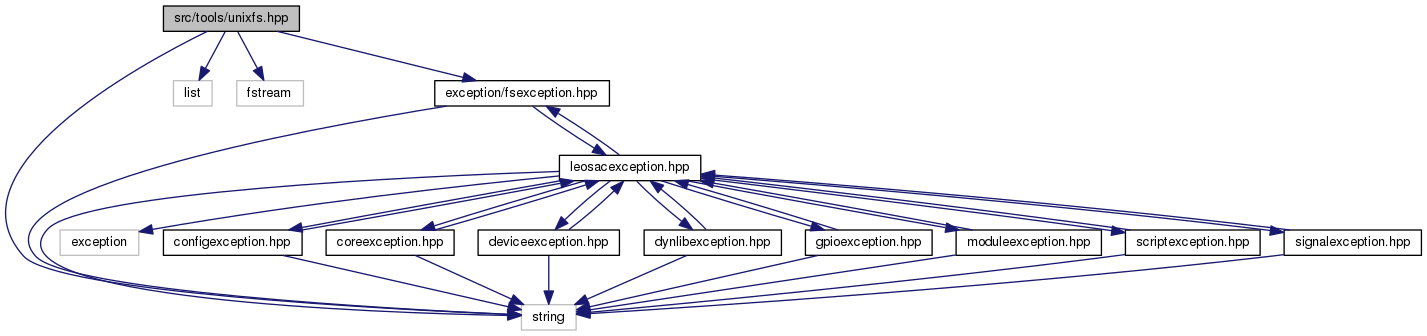 src/tools/unixfs.hpp
list
fstream
exception/fsexception.hpp
leosacexception.hpp
exception
configexception.hpp
coreexception.hpp
deviceexception.hpp
dynlibexception.hpp
gpioexception.hpp
moduleexception.hpp
scriptexception.hpp
signalexception.hpp
string